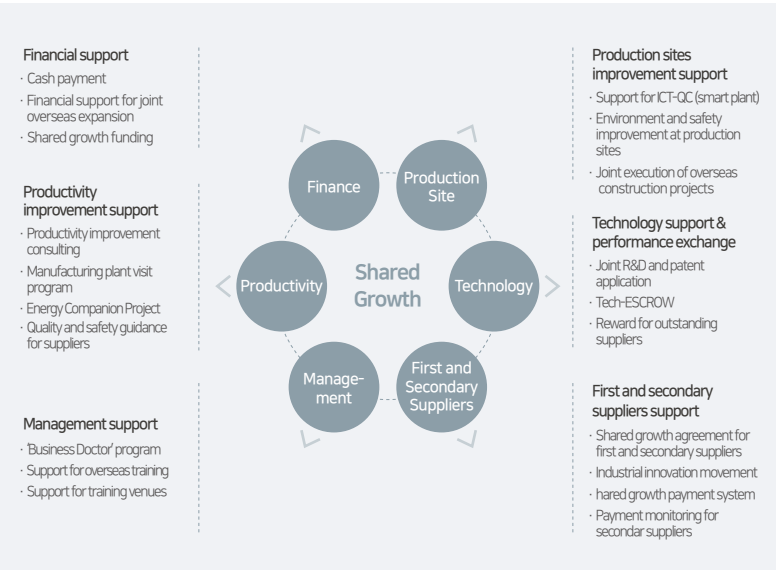 Financial support
· Cash payment
· Financial support for joint
overseas expansion
· Shared growth funding
Productivity
improvement support
· Productivity improvement
consulting
· Manufacturing plant visit
program
· Energy Companion Project
· Quality and safety guidance
for suppliers
Management support
· 'Business Doctor' program
· Support for overseas training
· Support for training venues
Finance
Production
Site
Productivity
Shared
Growth
Technology
Manage-
ment
First and
Secondary
Suppliers
Production sites
improvement support
· Support for ICT-QC (smart plant)
· Environment and safety
improvement at production
sites
· Joint execution of overseas
construction projects
Technology support &
performance exchange
· Joint R&D and patent
application
· Tech-ESCROW
· Reward for outstanding
suppliers
First and secondary
suppliers support
· Shared growth agreement for
first and secondary suppliers
· Industrial innovation movement
· hared growth payment system
· Payment monitoring for
secondar suppliers